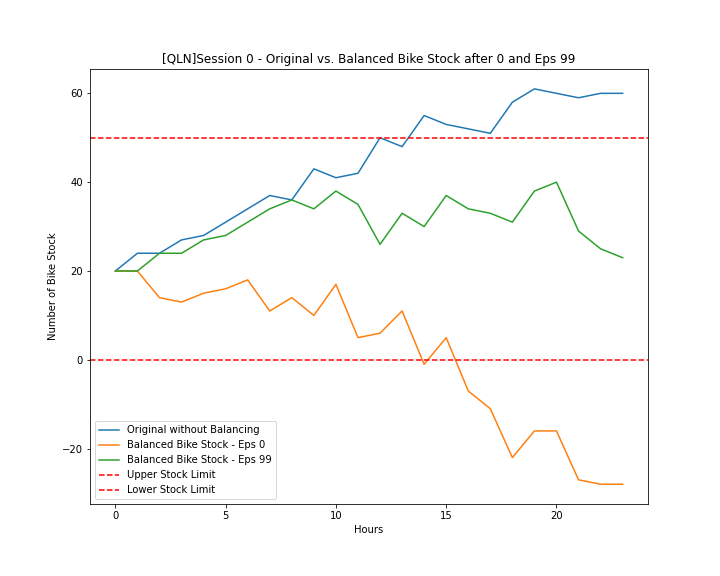 [QLN]Session 0 - Original vs. Balanced Bike Stock after 0 and Eps 99
60
40
20
0
−20
Number of Bike Stock
Original without Balancing
Balanced Bike Stock - Eps 0
Balanced Bike Stock - Eps 99
Upper Stock Limit
Lower Stock Limit
0
5
10
15
20
Hours